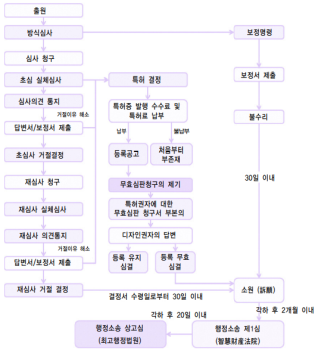 출원
방식심사
보정명령
심사 청구
보정서 제출
초심 실체심사
특허 결정
심사의견 통지
특허증 발행 수수료 및
특허료 납부
거절이유 해소
불수리
답변서/보정서 제출
납부
불납부
초심사 거절결정
등록공고
처음부터
부존재
30일 이내
재심사 청구
무효심판청구의 제기
재심사 실체심사
특허권자에 대한
무효심판 청구서 부본의
재심사 의견통지
디자인권자의 답변
거절이유 해소
답변서/보정서 제출
등록 유지
심결
등록 무효
심결
재심사 거절 결정
소원 (訴願)
결정서 수령일로부터 30일 이내
각하 후 2개월 이내
각하 후 20일 이내
행정소송 상고심
(최고행정법원)
행정소송 제1심
(智慧財產法院)